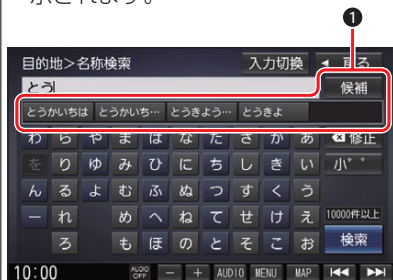 示されます。
❶
目的地>名称検索 入力切換 ◄ 戻る
とう 候補
とうかいちは とうかいち… とうきよう… とうきよ
わ ら や ま は な た さ か あ 修正
を り ゆ み ひ に ち し き い 小゛゜
ん る よ む ふ ぬ つ す く う
ー れ め へ ね て せ け え 10000件以上
ろ も ほ の と そ こ お 検索
10:00 AUDIO OFF − + AUDIO MENU MAP